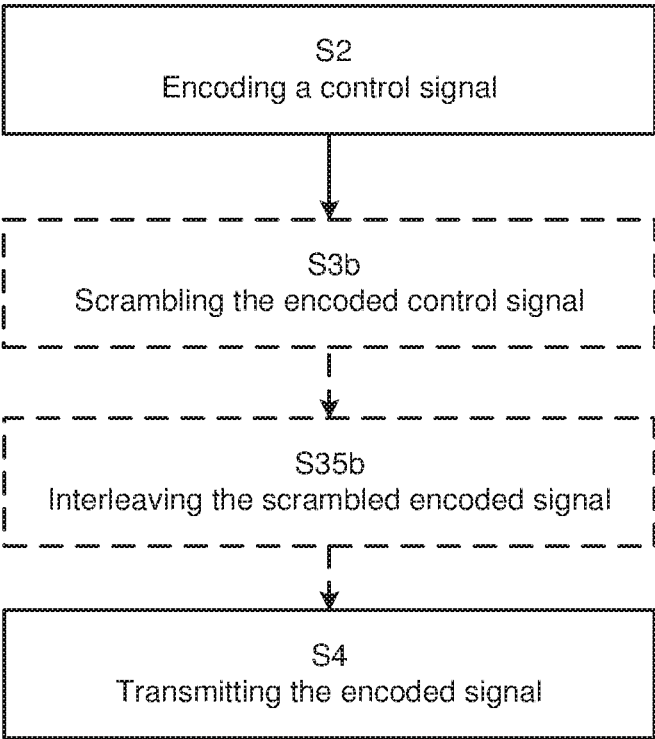 S2
Encoding a control signal
S3b
Scrambling the encoded control signal
S35b
Interleaving the scrambled encoded signal
S4
Transmitting the encoded signal